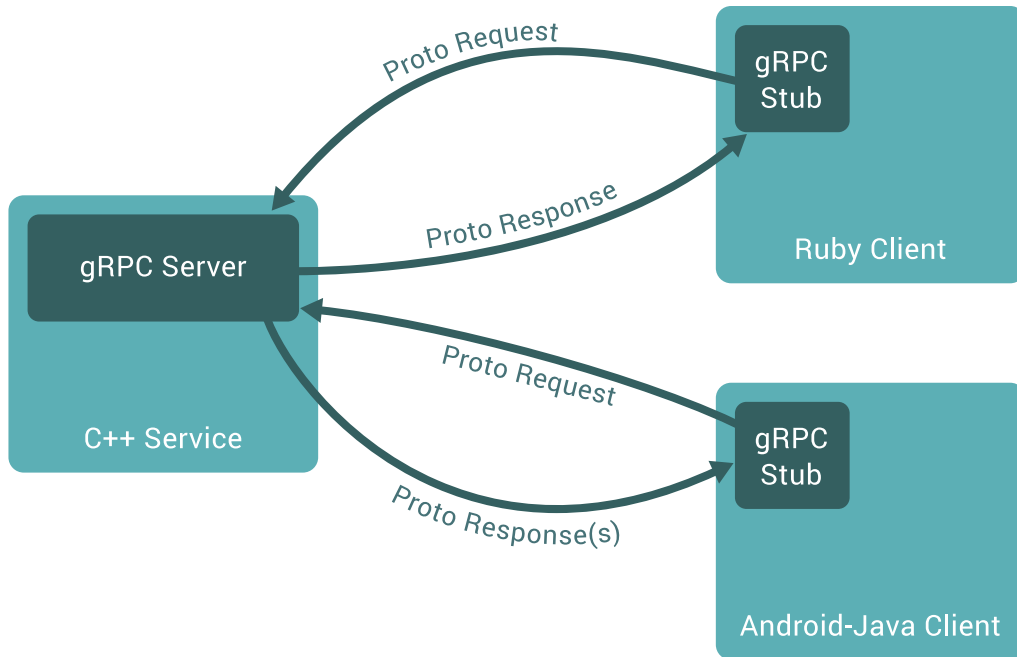 Proto Request
gRPC
Stub
Proto Response
Ruby Client
gRPC Server
C++ Service
Proto Request
gRPC
Stub
Proto Response(s)
Android-Java Client